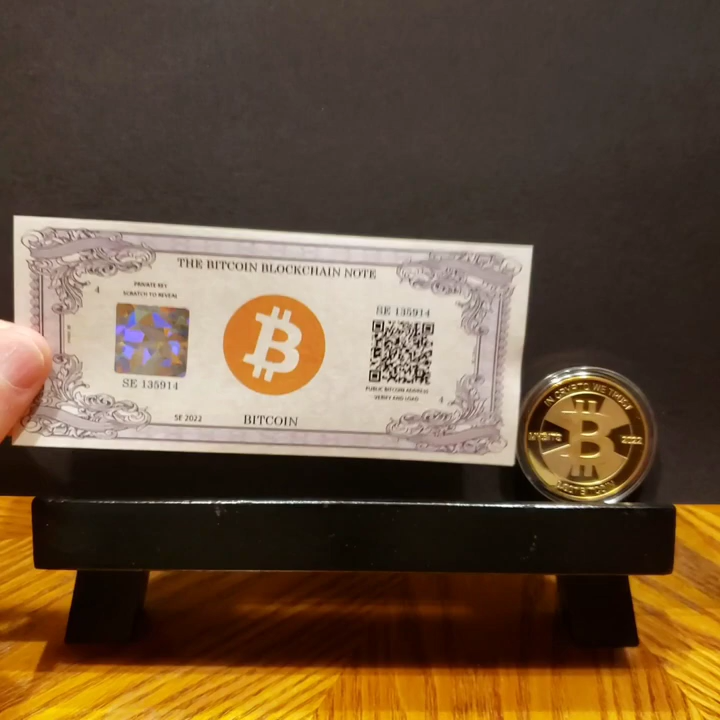 THE BITCOIN BLOCKCHAIN NOTE
4
PRIVATE KEY
SCRATCH TO REVEAL
SE 135914
SE 135914
PUBLIC BITCOIN ADDRESS
VERIFY AND LOAD
4
SE 2022
BITCOIN
IN CRYPTO WE TRUST
2022
BITCOIN